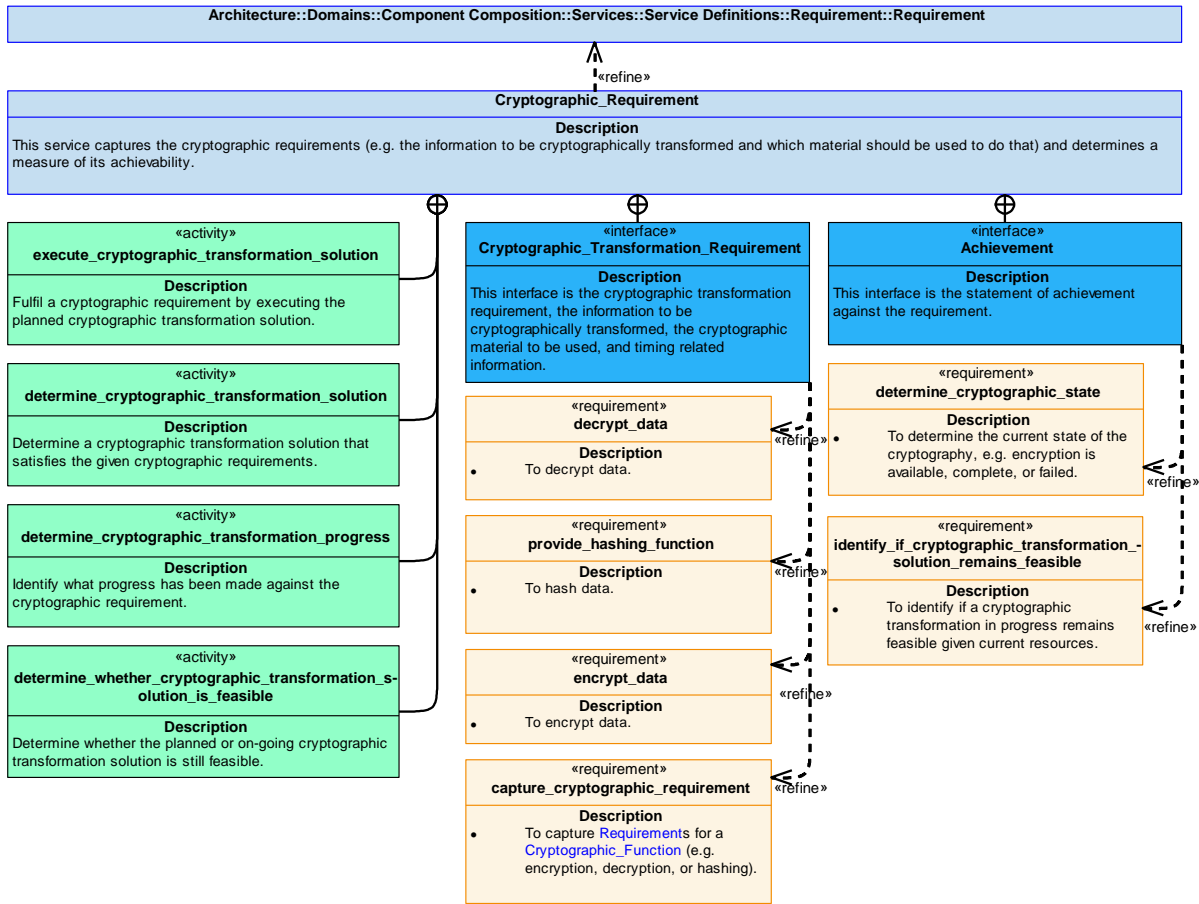 Architecture::Domains::Component Composition::Services::Service Definitions::Requirement::Requirement
«refine»
Cryptographic_Requirement
Description
This service captures the cryptographic requirements (e.g. the information to be cryptographically transformed and which material should be used to do that) and determines a
measure of its achievability.
«activity»
execute_cryptographic_transformation_solution
Description
Fulfil a cryptographic requirement by executing the
planned cryptographic transformation solution.
«activity»
determine_cryptographic_transformation_solution
Description
Determine a cryptographic transformation solution that
satisfies the given cryptographic requirements.
«activity»
determine_cryptographic_transformation_progress
Description
Identify what progress has been made against the
cryptographic requirement.
«activity»
determine_whether_cryptographic_transformation_s-
olution_is_feasible
Description
Determine whether the planned or on-going cryptographic
transformation solution is still feasible.
«interface»
Cryptographic_Transformation_Requirement
Description
This interface is the cryptographic transformation
requirement, the information to be
cryptographically transformed, the cryptographic
material to be used, and timing related
information.
«requirement»
decrypt_data
Description
• To decrypt data.
«refine»
«requirement»
provide_hashing_function
Description
• To hash data.
«refine»
«requirement»
encrypt_data
Description
• To encrypt data.
«refine»
«requirement»
capture_cryptographic_requirement
Description
• To capture Requirements for a
Cryptographic_Function (e.g.
encryption, decryption, or hashing).
«refine»
«interface»
Achievement
Description
This interface is the statement of achievement
against the requirement.
«requirement»
determine_cryptographic_state
Description
• To determine the current state of the
cryptography, e.g. encryption is
available, complete, or failed.
«refine»
«requirement»
identify_if_cryptographic_transformation_-
solution_remains_feasible
Description
• To identify if a cryptographic
transformation in progress remains
feasible given current resources.
«refine»